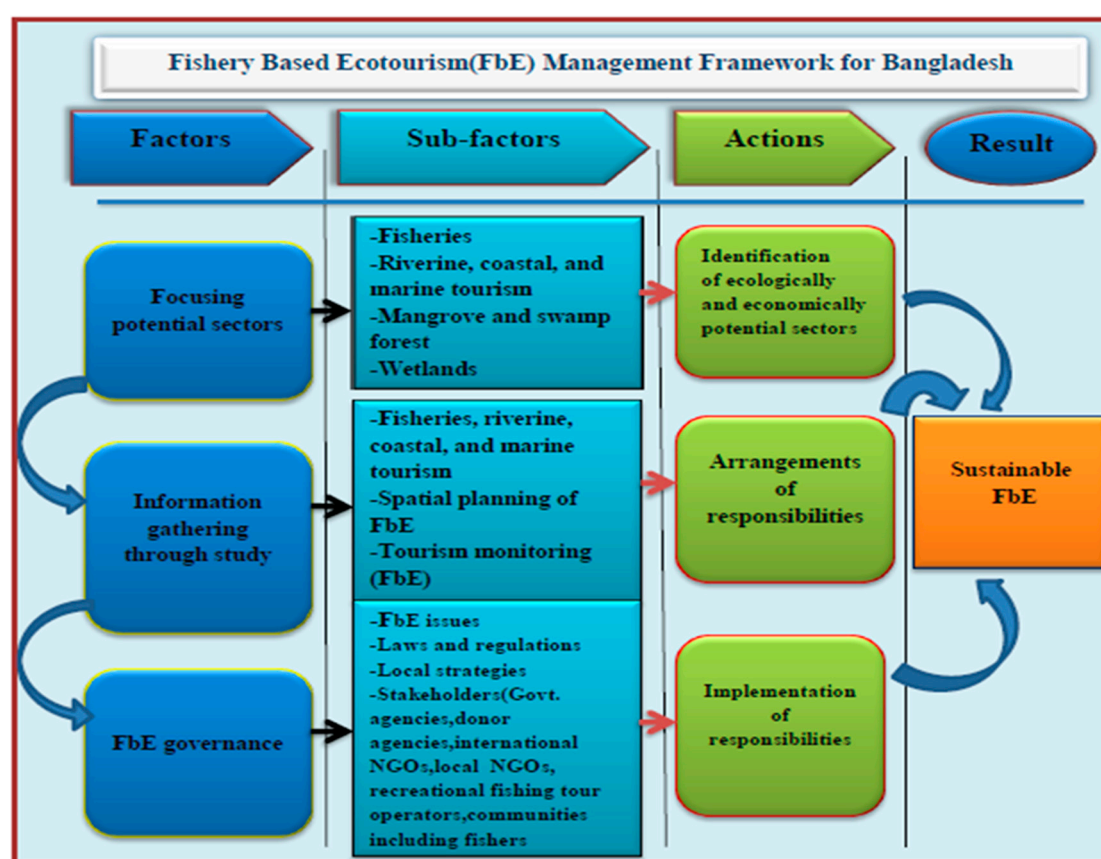 Fishery Based Ecotourism(FbE) Management Framework for Bangladesh
Factors
Sub-factors
Actions
Result
Focusing
potential sectors
-Fisheries
-Riverine, coastal, and
marine tourism
-Mangrove and swamp
forest
-Wetlands
Identification
of ecologically
and economically
potential sectors
Information
gathering
through study
-Fisheries, riverine,
coastal, and marine
tourism
-Spatial planning of
FbE
-Tourism monitoring
(FbE)
Arrangements
of
responsibilities
Sustainable
FbE
FbE governance
-FbE issues
-Laws and regulations
-Local strategies
-Stakeholders(Govt.
agencies,donor
agencies,international
NGOs,local NGOs,
recreational fishing tour
operators,communities
including fishers
Implementation
of
responsibilities